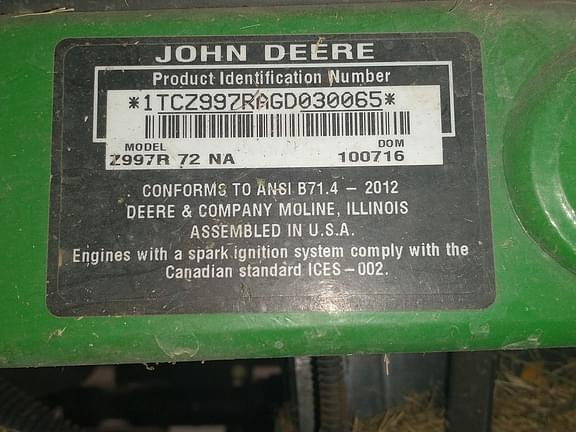 JOHN DEERE
Product Identification Number
*1TCZ997RAGD030065*
MODEL DOM
Z997R 72 NA 100716
CONFORMS TO ANSI B71.4 - 2012
DEERE & COMPANY MOLINE, ILLINOIS
ASSEMBLED IN U.S.A.
Engines with a spark ignition system comply with the
Canadian standard ICES-002.